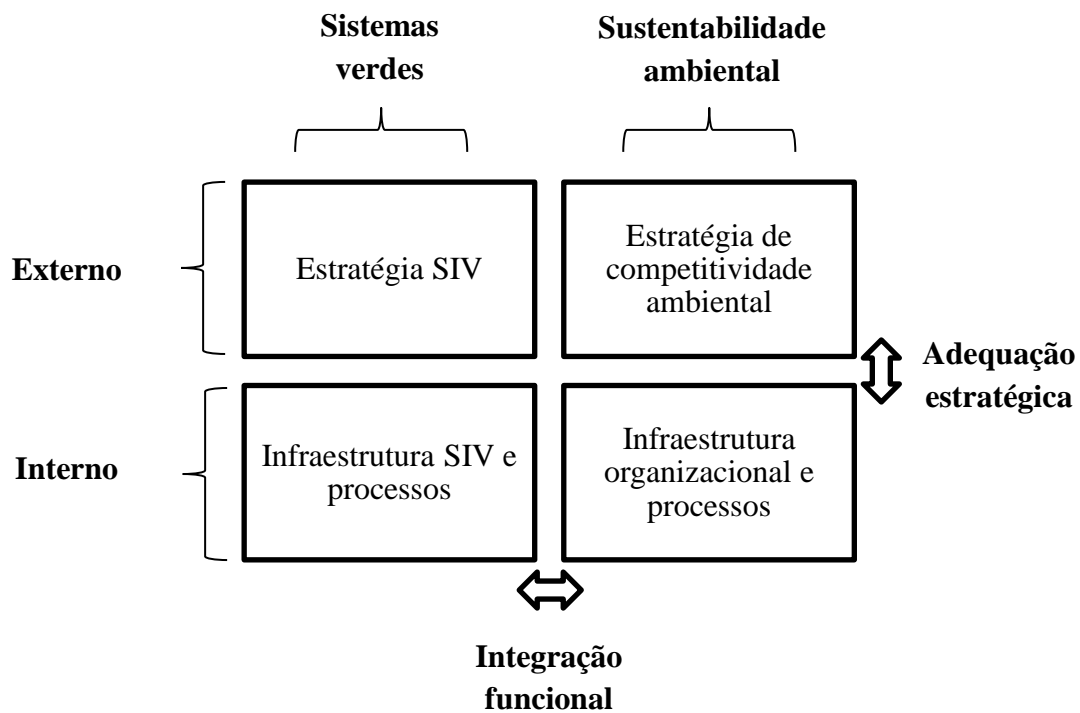 Sistemas
verdes
Sustentabilidade
ambiental
Externo
Estratégia SIV
Estratégia de
competitividade
ambiental
Adequação
estratégica
Interno
Infraestrutura SIV e
processos
Infraestrutura
organizacional e
processos
Integração
funcional